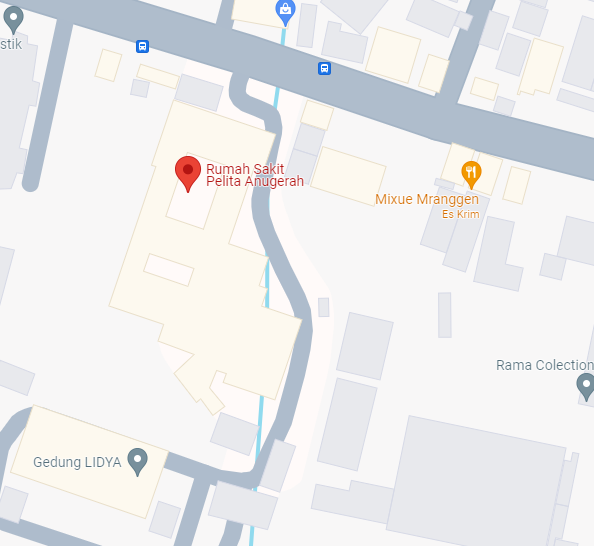 stik
Rumah Sakit
Pelita Anugerah
Mixue Mranggen
Es Krim
Rama Colection
Gedung LIDYA